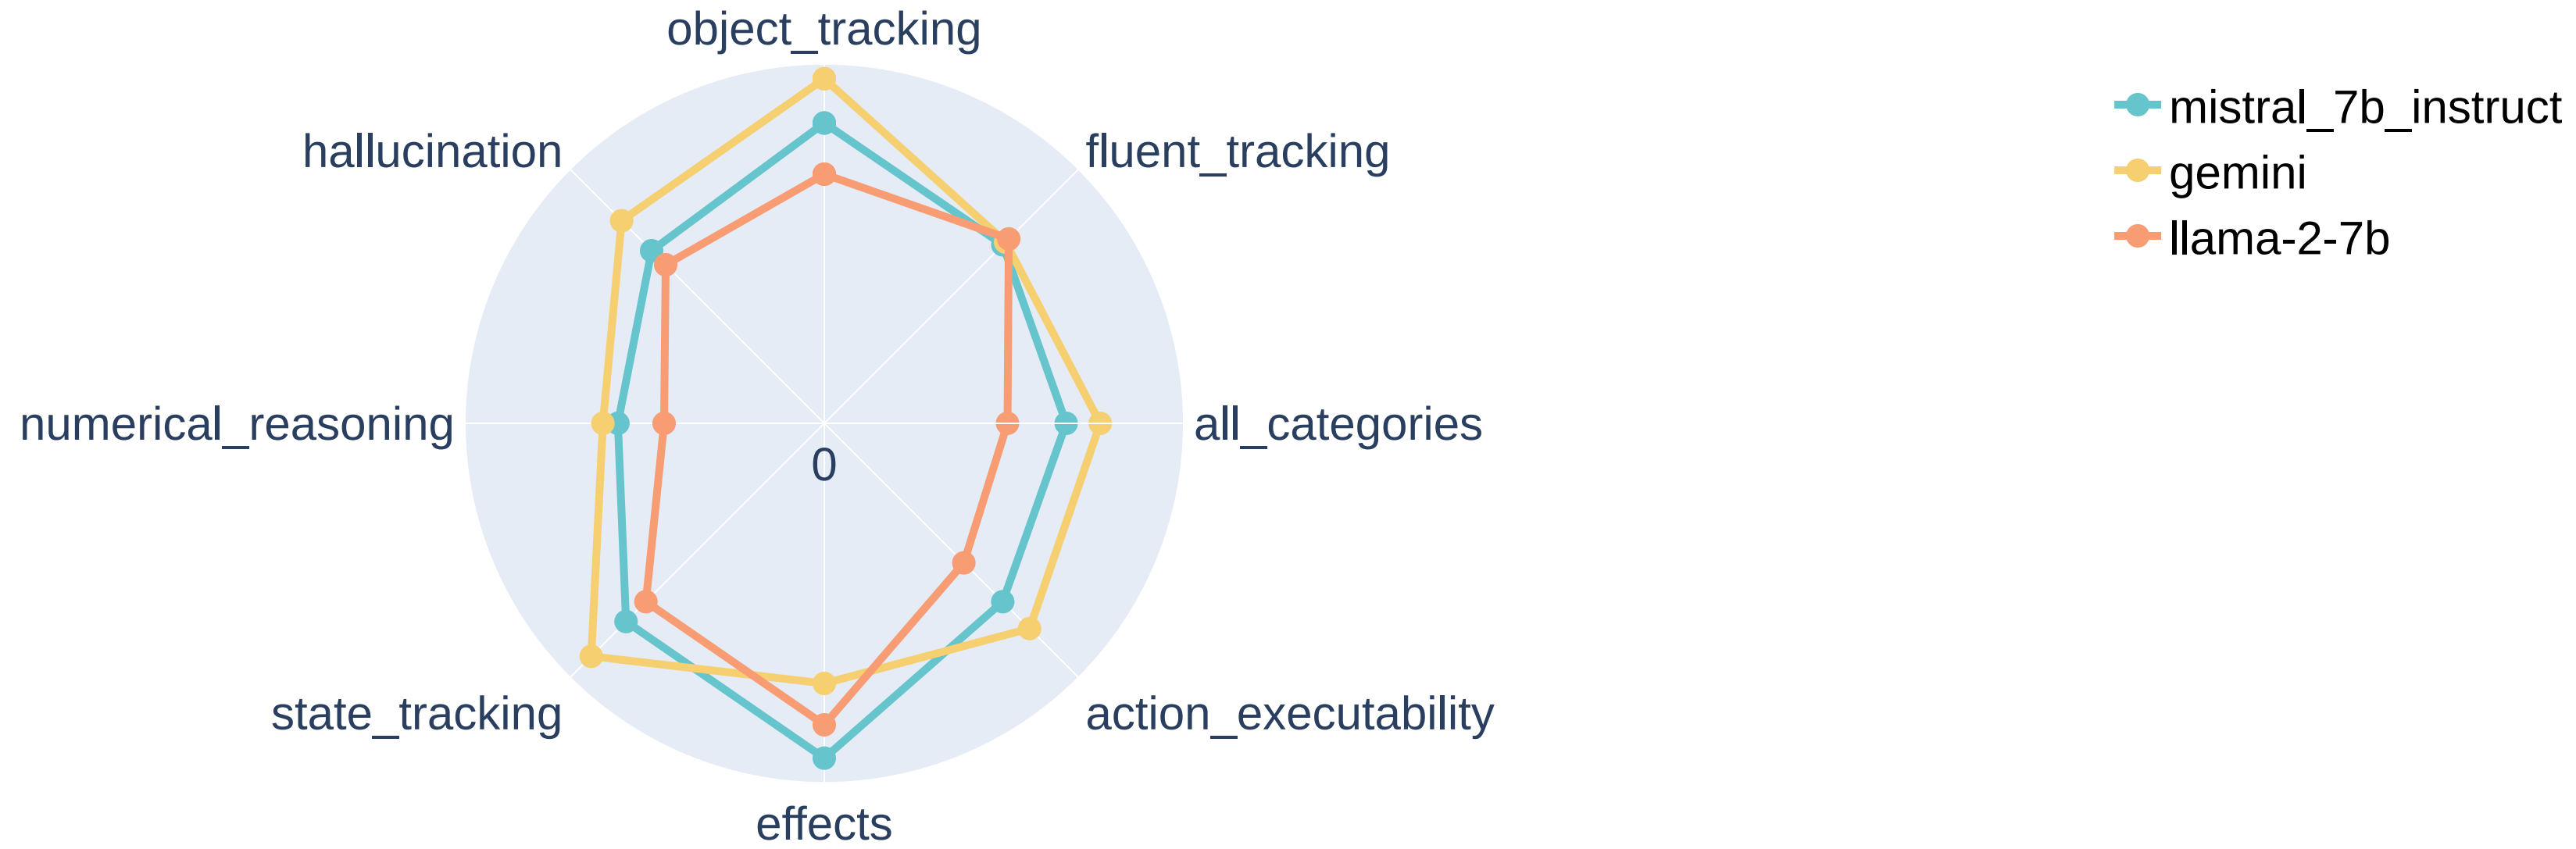 object_tracking
hallucination
fluent_tracking
numerical_reasoning
all_categories
0
state_tracking
action_executability
effects
mistral_7b_instruct
gemini
llama-2-7b